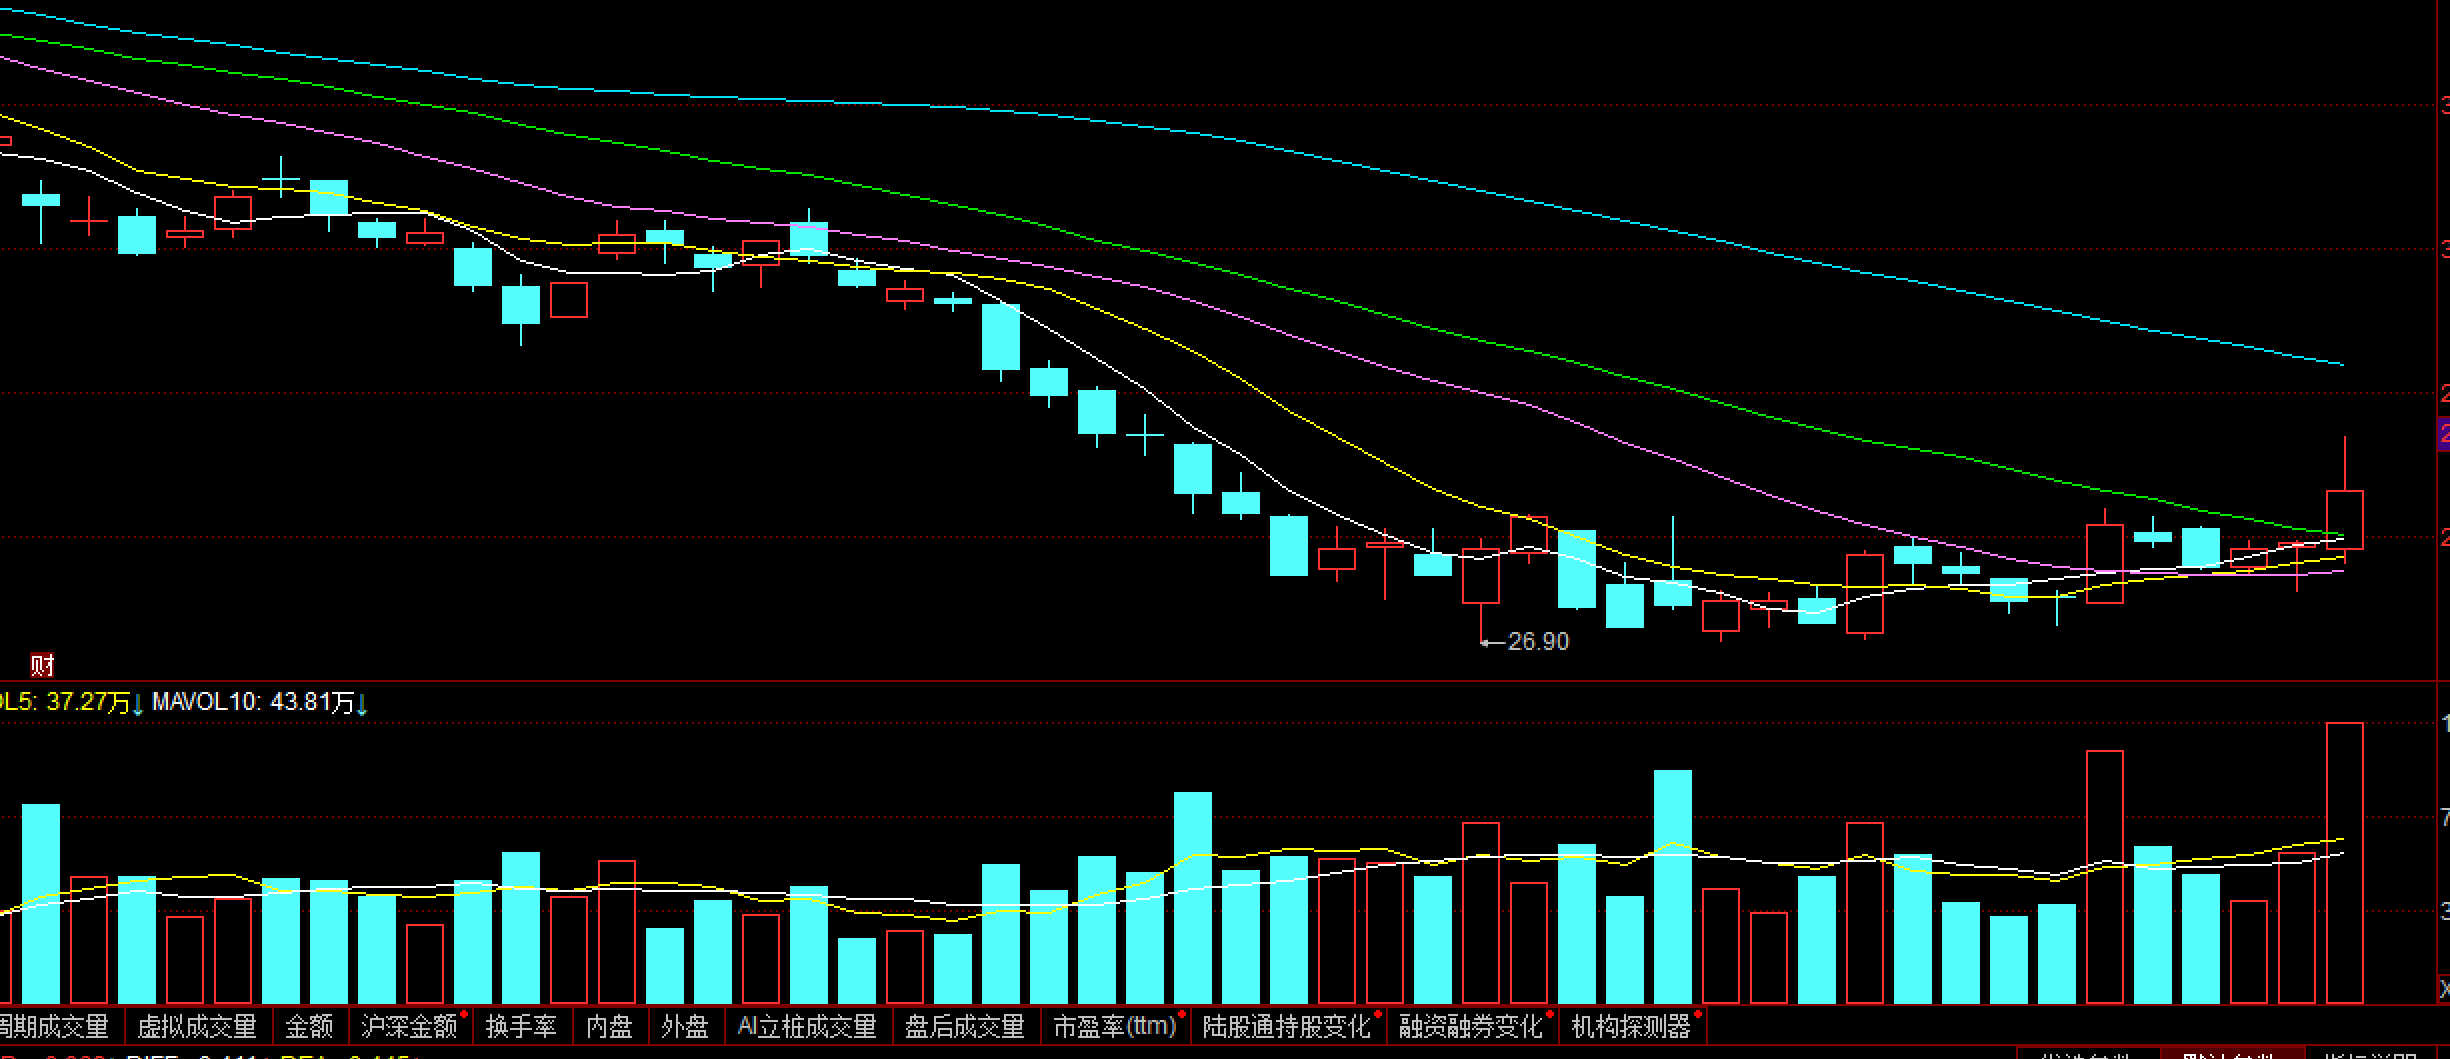 26.90
财
OL5: 37.27万↓ MAVOL10: 43.81万↓
周期成交量 虚拟成交量 金额 沪深金额 换手率 内盘 外盘 AI立桩成交量 盘后成交量 市盈率(ttm) 陆股通持股变化 融资融券变化 机构探测器